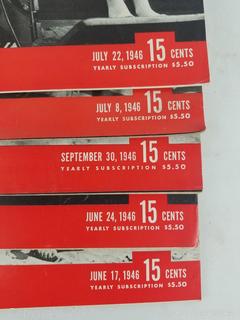 JULY 22, 1946 15 CENTS
YEARLY SUBSCRIPTION $5.50
JULY 8, 1946 15 CENTS
YEARLY SUBSCRIPTION $5.50
SEPTEMBER 30, 1946 15 CENTS
YEARLY SUBSCRIPTION $5.50
JUNE 24, 1946 15 CENTS
YEARLY SUBSCRIPTION $5.50
JUNE 17, 1946 15 CENTS
YEARLY SUBSCRIPTION $5.50